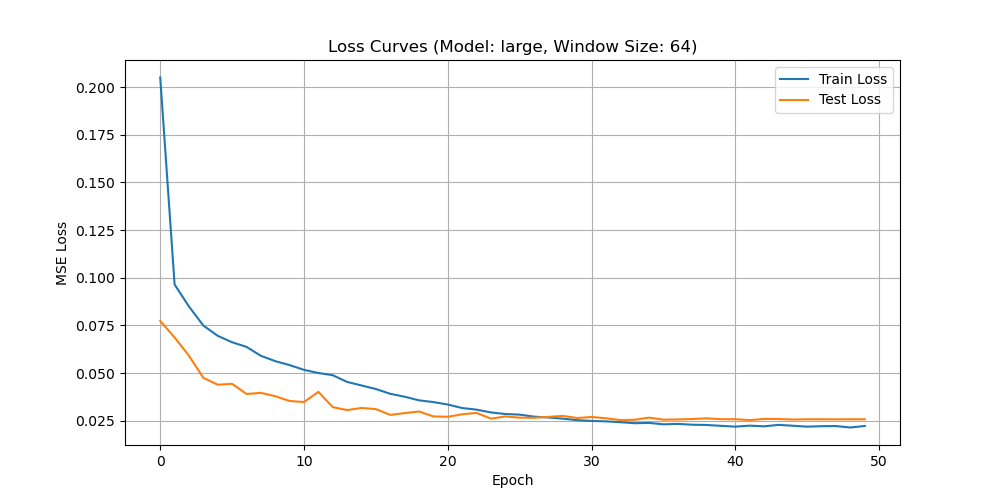 Loss Curves (Model: large, Window Size: 64)
Train Loss
Test Loss
MSE Loss
0.200
0.175
0.150
0.125
0.100
0.075
0.050
0.025
0 10 20 30 40 50
Epoch